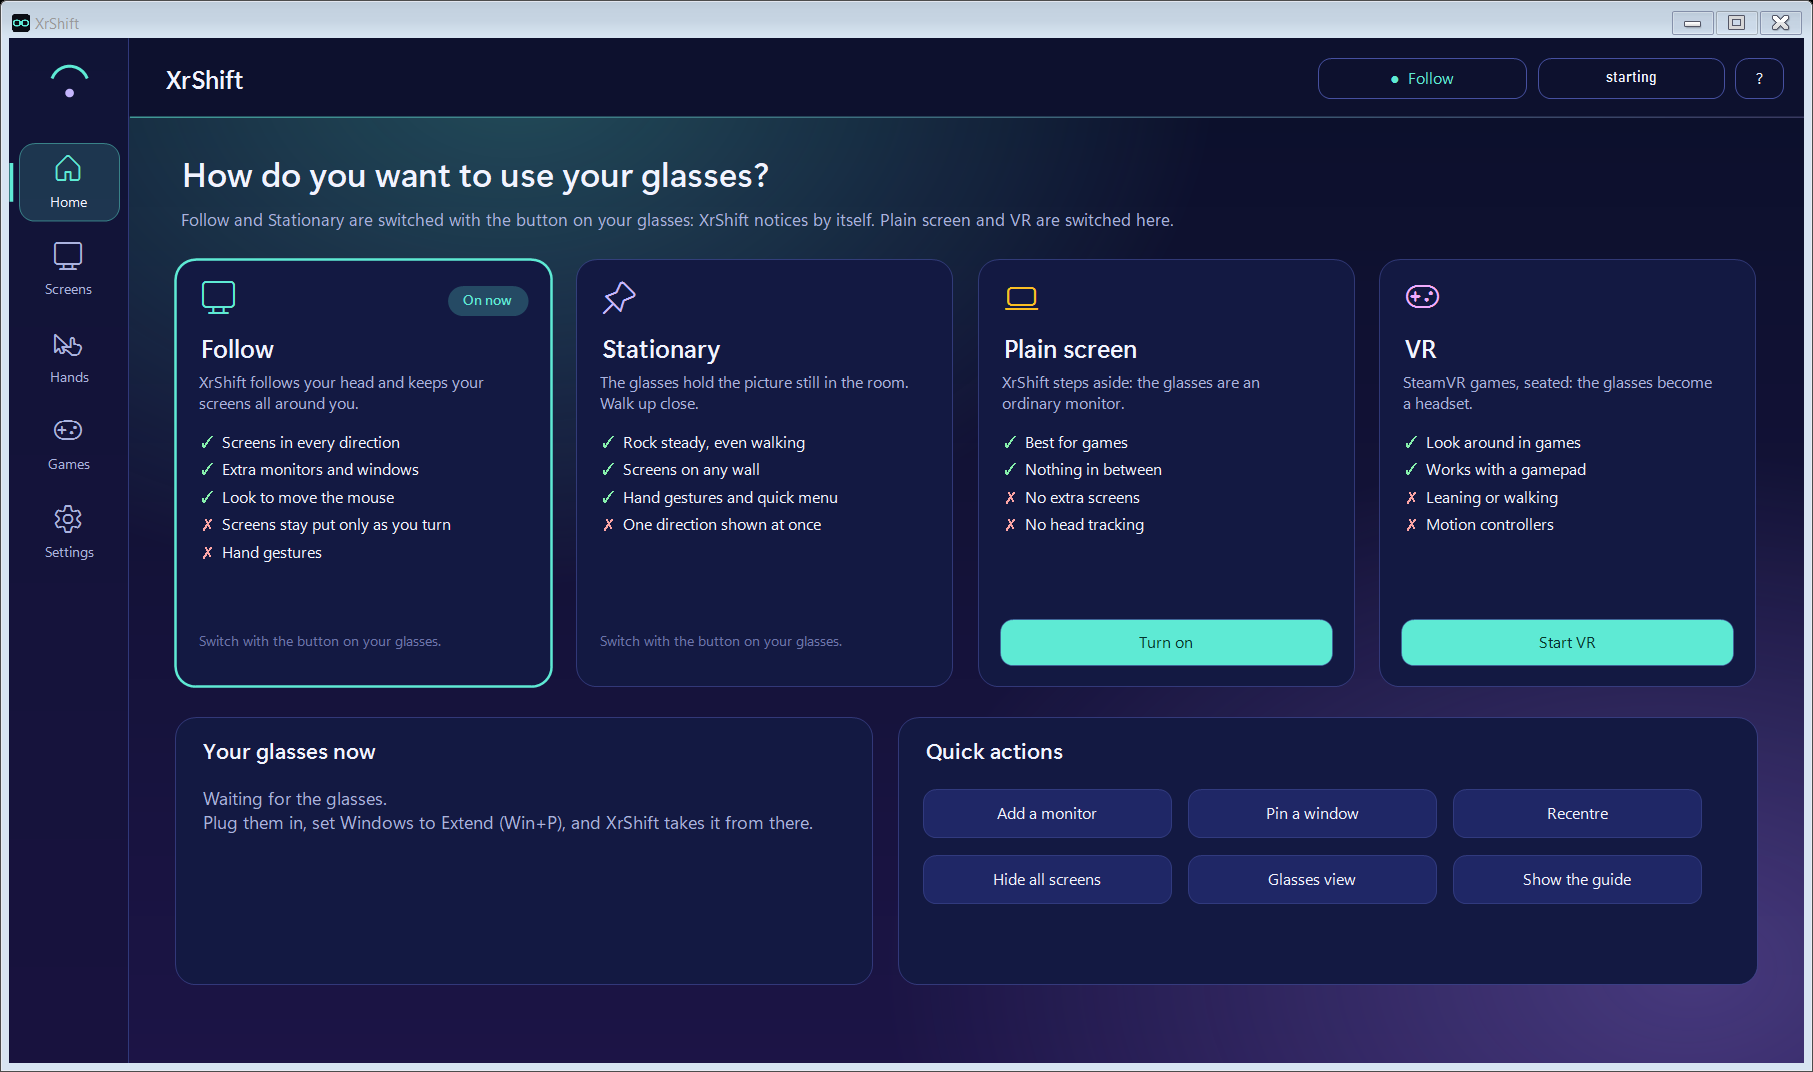 XrShift
XrShift
● Follow
starting
?
Home
Screens
Hands
Games
Settings
How do you want to use your glasses?
Follow and Stationary are switched with the button on your glasses: XrShift notices by itself. Plain screen and VR are switched here.
On now
Follow
XrShift follows your head and keeps your
screens all around you.
✓ Screens in every direction
✓ Extra monitors and windows
✓ Look to move the mouse
✗ Screens stay put only as you turn
✗ Hand gestures
Switch with the button on your glasses.
Stationary
The glasses hold the picture still in the room.
Walk up close.
✓ Rock steady, even walking
✓ Screens on any wall
✓ Hand gestures and quick menu
✗ One direction shown at once
Switch with the button on your glasses.
Plain screen
XrShift steps aside: the glasses are an
ordinary monitor.
✓ Best for games
✓ Nothing in between
✗ No extra screens
✗ No head tracking
Turn on
VR
SteamVR games, seated: the glasses become
a headset.
✓ Look around in games
✓ Works with a gamepad
✗ Leaning or walking
✗ Motion controllers
Start VR
Your glasses now
Waiting for the glasses.
Plug them in, set Windows to Extend (Win+P), and XrShift takes it from there.
Quick actions
Add a monitor
Pin a window
Recentre
Hide all screens
Glasses view
Show the guide